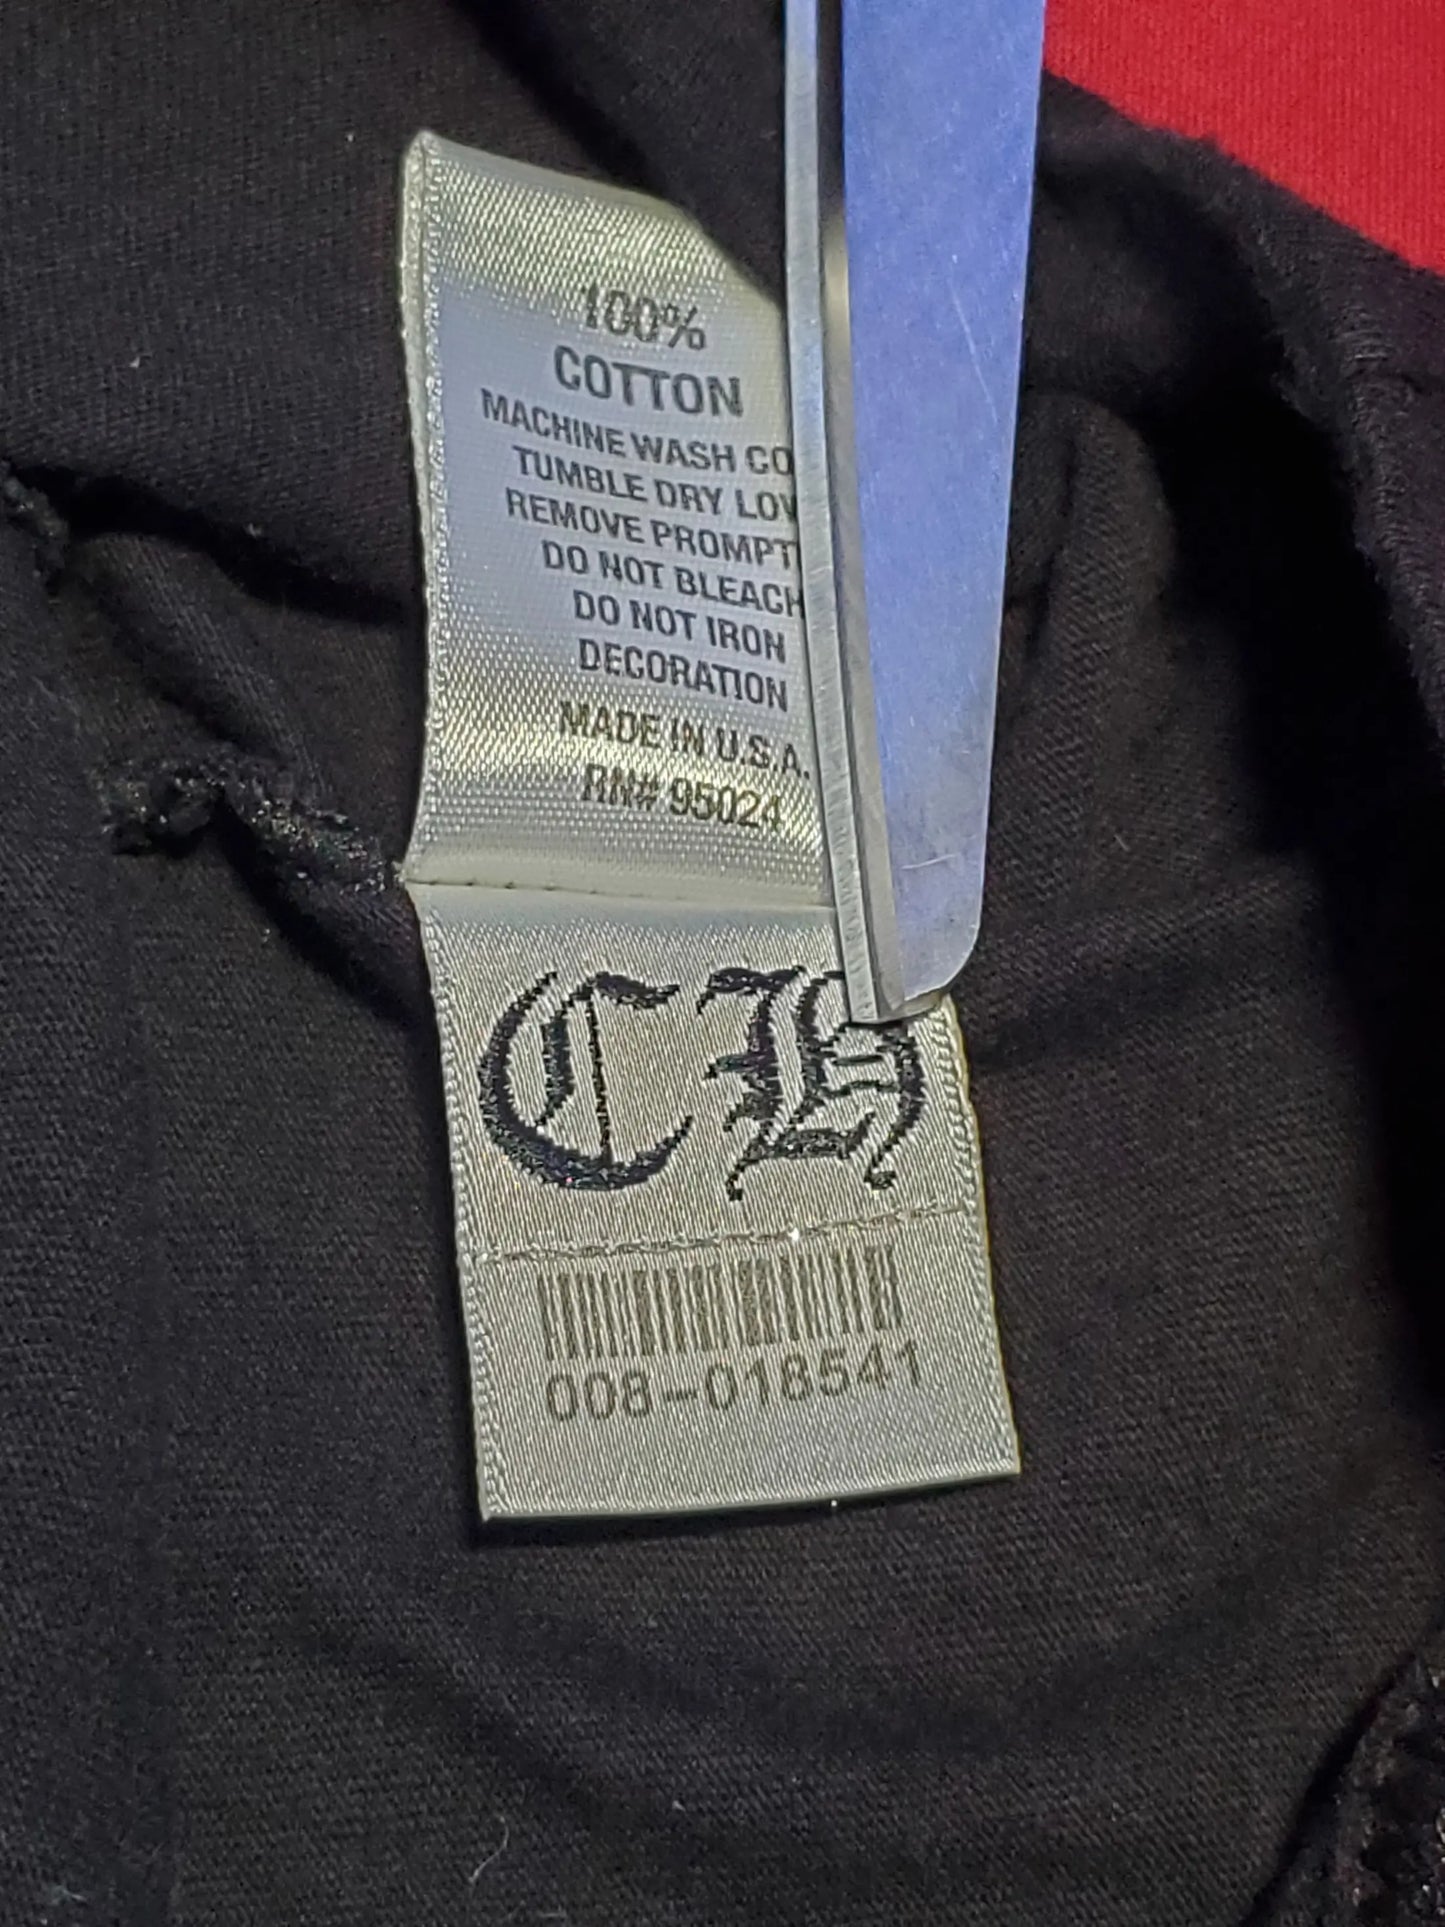 100%
COTTON
MACHINE WASH CO
TUMBLE DRY LOW
REMOVE PROMPT
DO NOT BLEACH
DO NOT IRON
DECORATION
MADE IN U.S.A.
RN# 95024
CH
008-018541